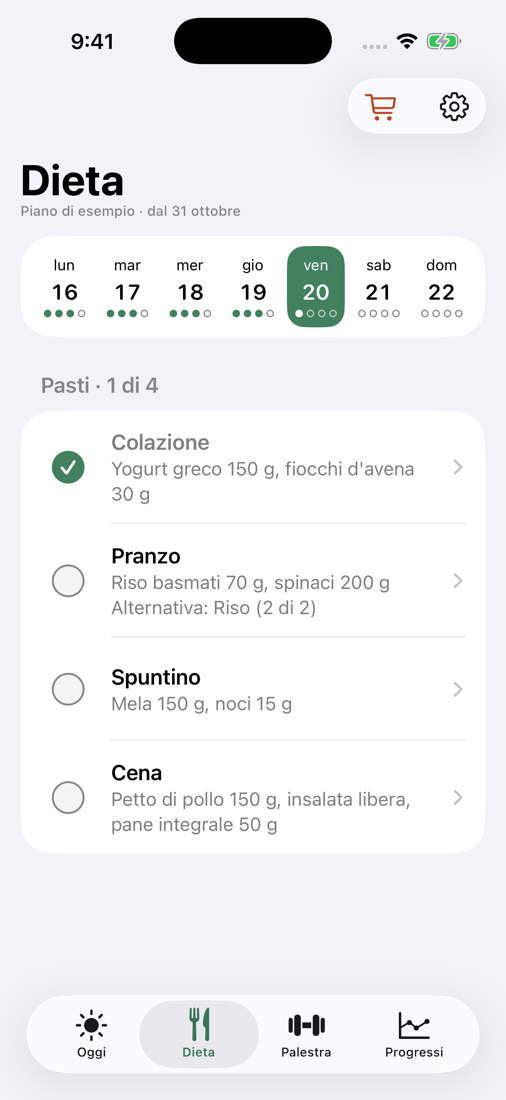 9:41
Dieta
Piano di esempio · dal 31 ottobre
lun mar mer gio ven sab dom
16 17 18 19 20 21 22
Pasti · 1 di 4
Colazione
Yogurt greco 150 g, fiocchi d'avena
30 g
Pranzo
Riso basmati 70 g, spinaci 200 g
Alternativa: Riso (2 di 2)
Spuntino
Mela 150 g, noci 15 g
Cena
Petto di pollo 150 g, insalata libera,
pane integrale 50 g
Oggi Dieta Palestra Progressi